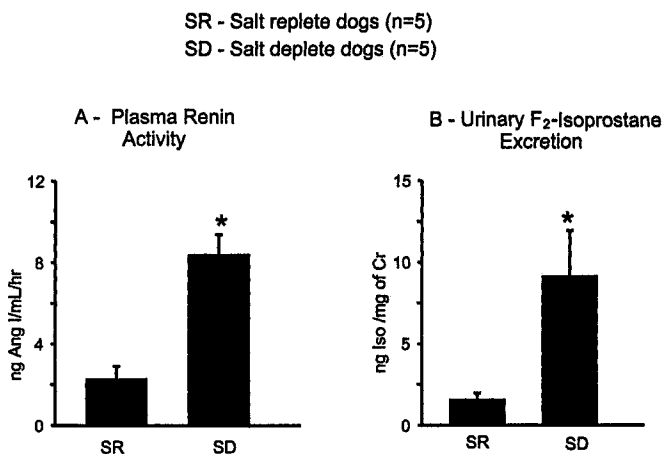 SR - Salt replete dogs (n=5)
SD - Salt deplete dogs (n=5)
A - Plasma Renin
Activity
ng Ang I/mL/hr
12
8
4
0
*
SR
SD
B - Urinary F₂-Isoprostane
Excretion
ng Iso /mg of Cr
15
10
5
0
*
SR
SD